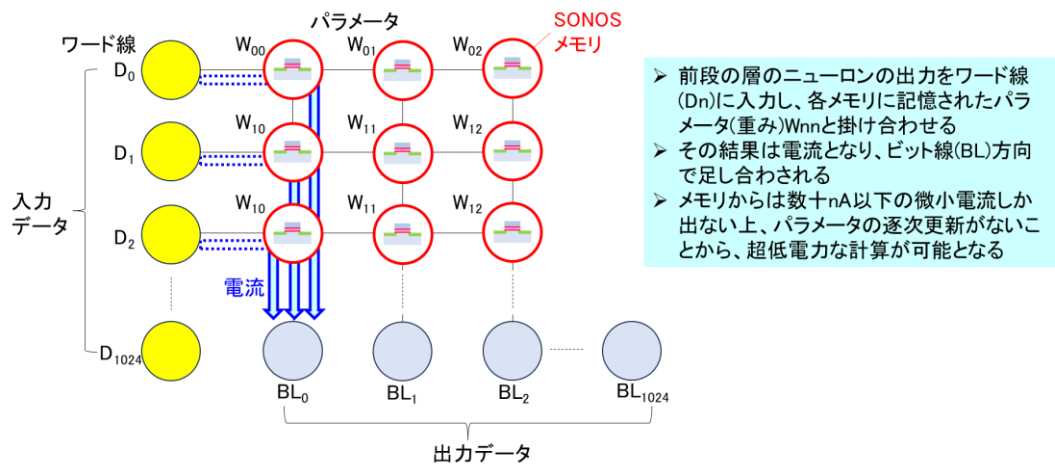 パラメータ
SONOS
メモリ
ワード線
W00
W01
W02
D0
W10
W11
W12
D1
入力
データ
W10
W11
W12
D2
電流
D1024
BL0
BL1
BL2
BL1024
出力データ
➢ 前段の層のニューロンの出力をワード線
(Dn)に入力し、各メモリに記憶されたパラ
メータ(重み)Wnnと掛け合わせる
➢ その結果は電流となり、ビット線(BL)方向
で足し合わされる
➢ メモリからは数十nA以下の微小電流しか
出ない上、パラメータの逐次更新がないこ
とから、超低電力な計算が可能となる